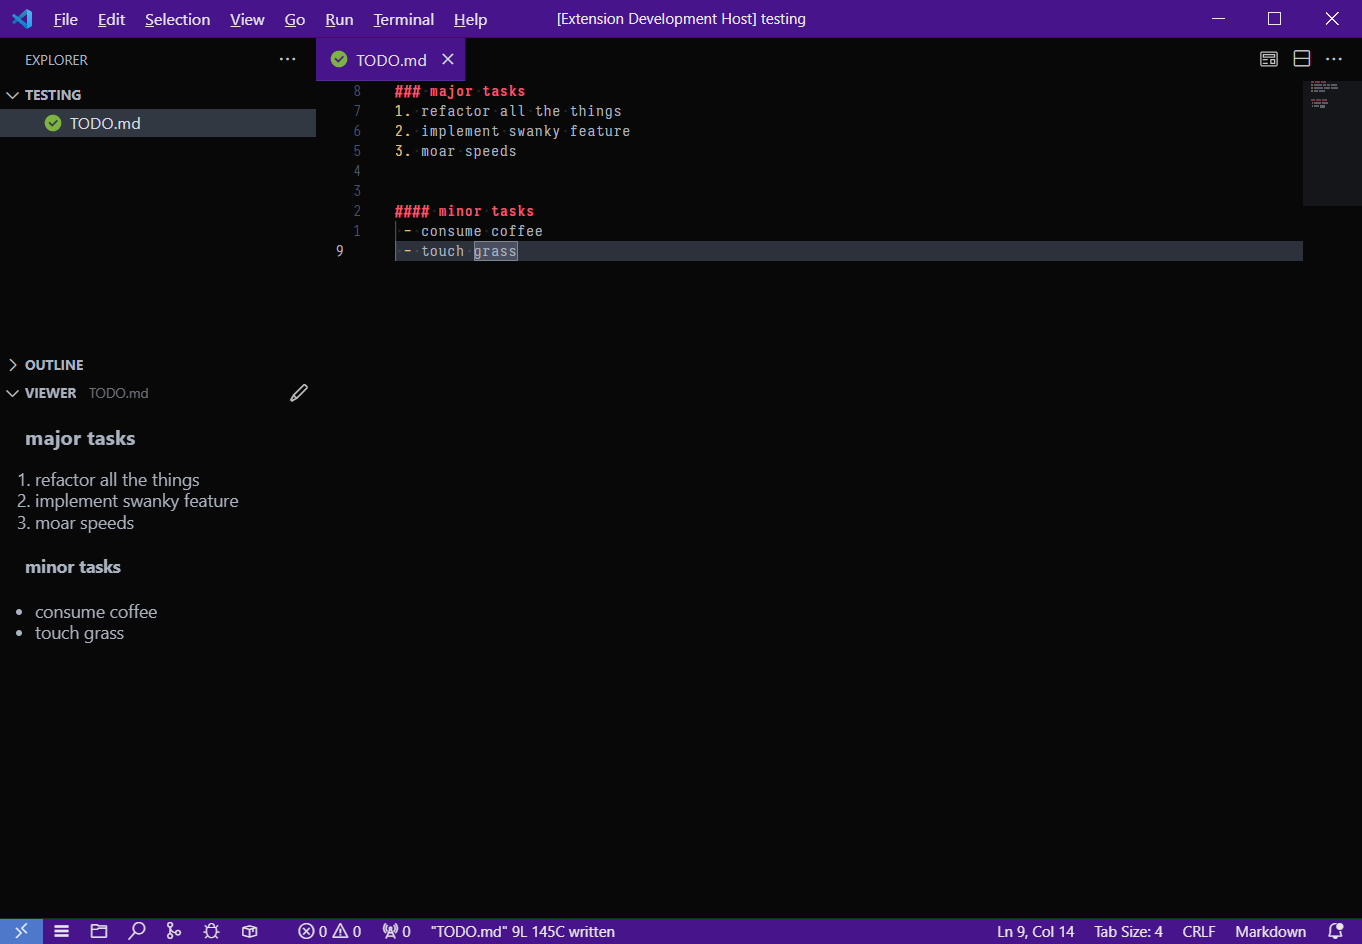 File Edit Selection View Go Run Terminal Help [Extension Development Host] testing
EXPLORER
TESTING
TODO.md
OUTLINE
VIEWER TODO.md
major tasks
1. refactor all the things
2. implement swanky feature
3. moar speeds
minor tasks
• consume coffee
• touch grass
TODO.md
8 ### major tasks
7 1. refactor all the things
6 2. implement swanky feature
5 3. moar speeds
4
3
2 #### minor tasks
1 - consume coffee
9 - touch grass
0 0 0 "TODO.md" 9L 145C written Ln 9, Col 14 Tab Size: 4 CRLF Markdown